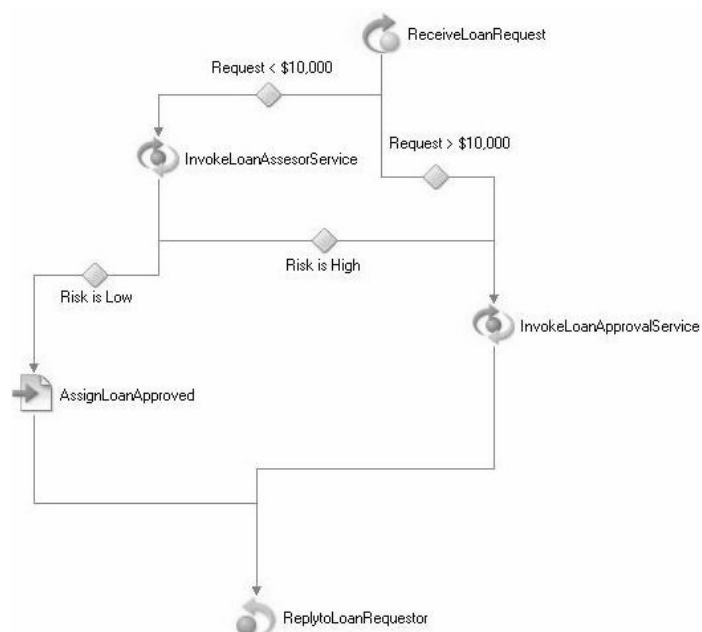 ReceiveLoanRequest
Request < $10,000
Request > $10,000
InvokeLoanAssesorService
Risk is High
Risk is Low
InvokeLoanApprovalService
AssignLoanApproved
ReplytoLoanRequestor